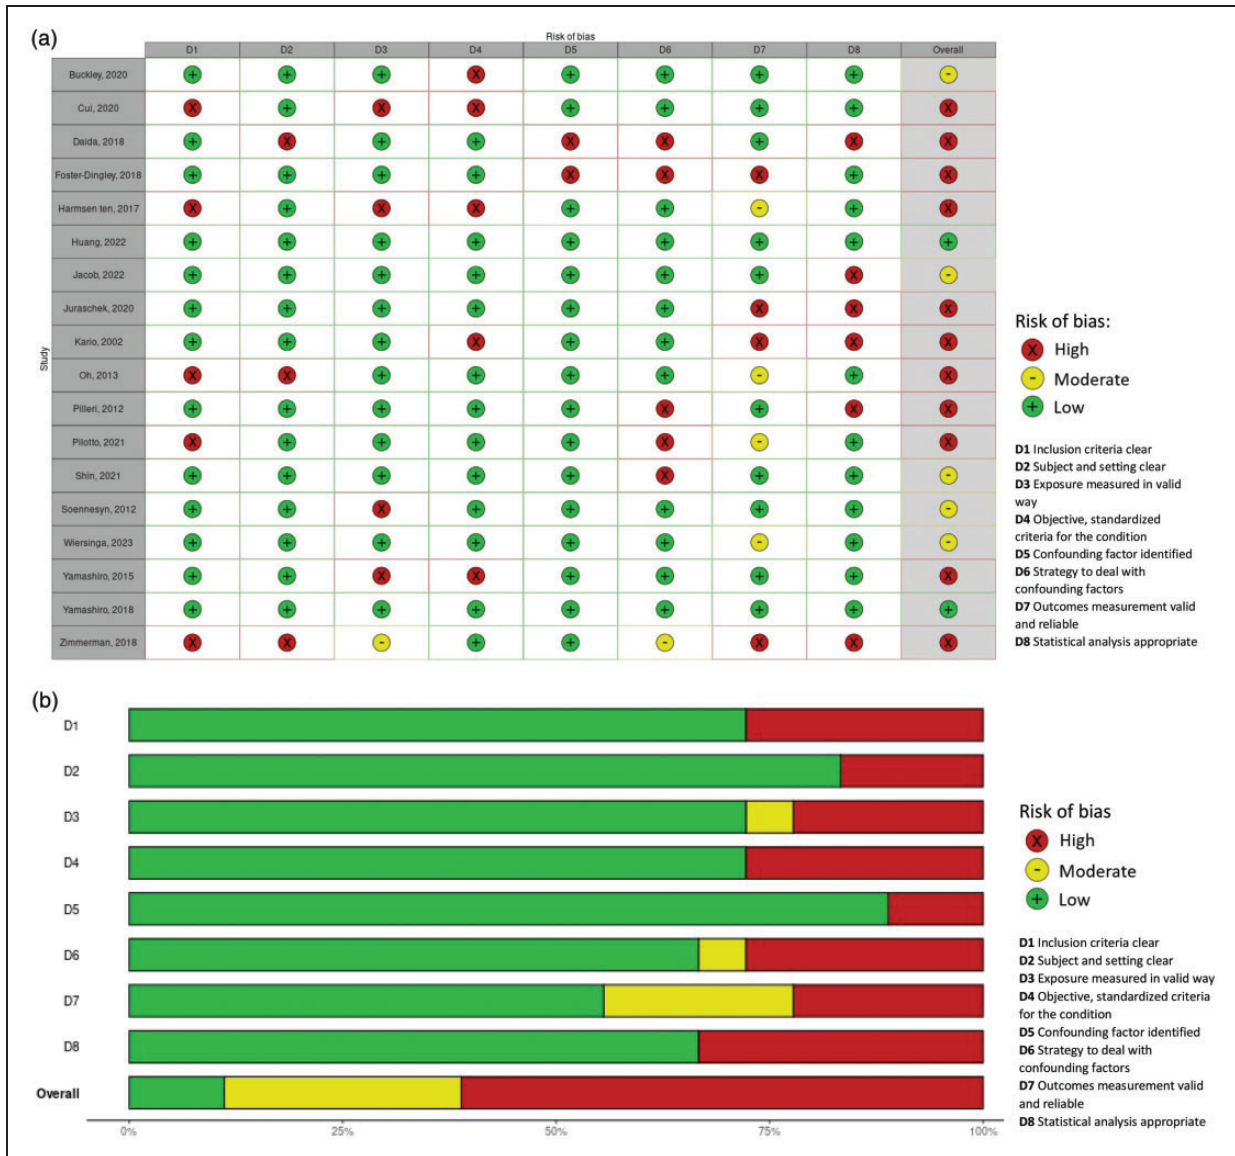 (a)
Risk of bias
D1 D2 D3 D4 D5 D6 D7 D8 Overall
Study
Buckley, 2020 + + + X + + + + -
Cui, 2020 X + X X + + + + X
Daida, 2018 + X + + X X + X X
Foster-Dingley, 2018 + + + + X X X + X
Harmsen ten, 2017 X + X X + + - + X
Huang, 2022 + + + + + + + + +
Jacob, 2022 + + + + + + + X -
Juraschek, 2020 + + + + + + X X X
Kario, 2002 + + + X + + X X X
Oh, 2013 X X + + + + - + X
Pilleri, 2012 + + + + + X + X X
Pilotto, 2021 X + + + + X - + X
Shin, 2021 + + + + + X + + -
Soennesyn, 2012 + + X + + + + + -
Wiersinga, 2023 + + + + + + - + -
Yamashiro, 2015 + + X X + + + + X
Yamashiro, 2018 + + + + + + + + +
Zimmerman, 2018 X X - + + - X X X
Risk of bias:
X High
- Moderate
+ Low
D1 Inclusion criteria clear
D2 Subject and setting clear
D3 Exposure measured in valid
way
D4 Objective, standardized
criteria for the condition
D5 Confounding factor identified
D6 Strategy to deal with
confounding factors
D7 Outcomes measurement valid
and reliable
D8 Statistical analysis appropriate
(b)
D1
D2
D3
D4
D5
D6
D7
D8
Overall
0% 25% 50% 75% 100%
Risk of bias
X High
- Moderate
+ Low
D1 Inclusion criteria clear
D2 Subject and setting clear
D3 Exposure measured in valid way
D4 Objective, standardized criteria
for the condition
D5 Confounding factor identified
D6 Strategy to deal with
confounding factors
D7 Outcomes measurement valid
and reliable
D8 Statistical analysis appropriate